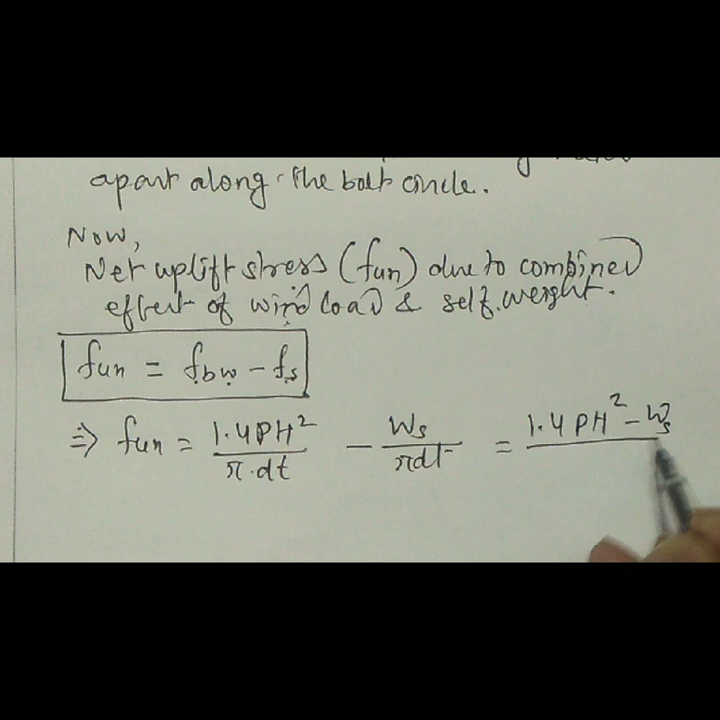 apart along the bolt circle.
Now,
Net uplift stress (fun) due to combined
effect of wind load & self.weight.
fun = fbw - fs
⇒ fun = 1.4PH²/π.dt - Ws/πdt = 1.4PH² - Ws